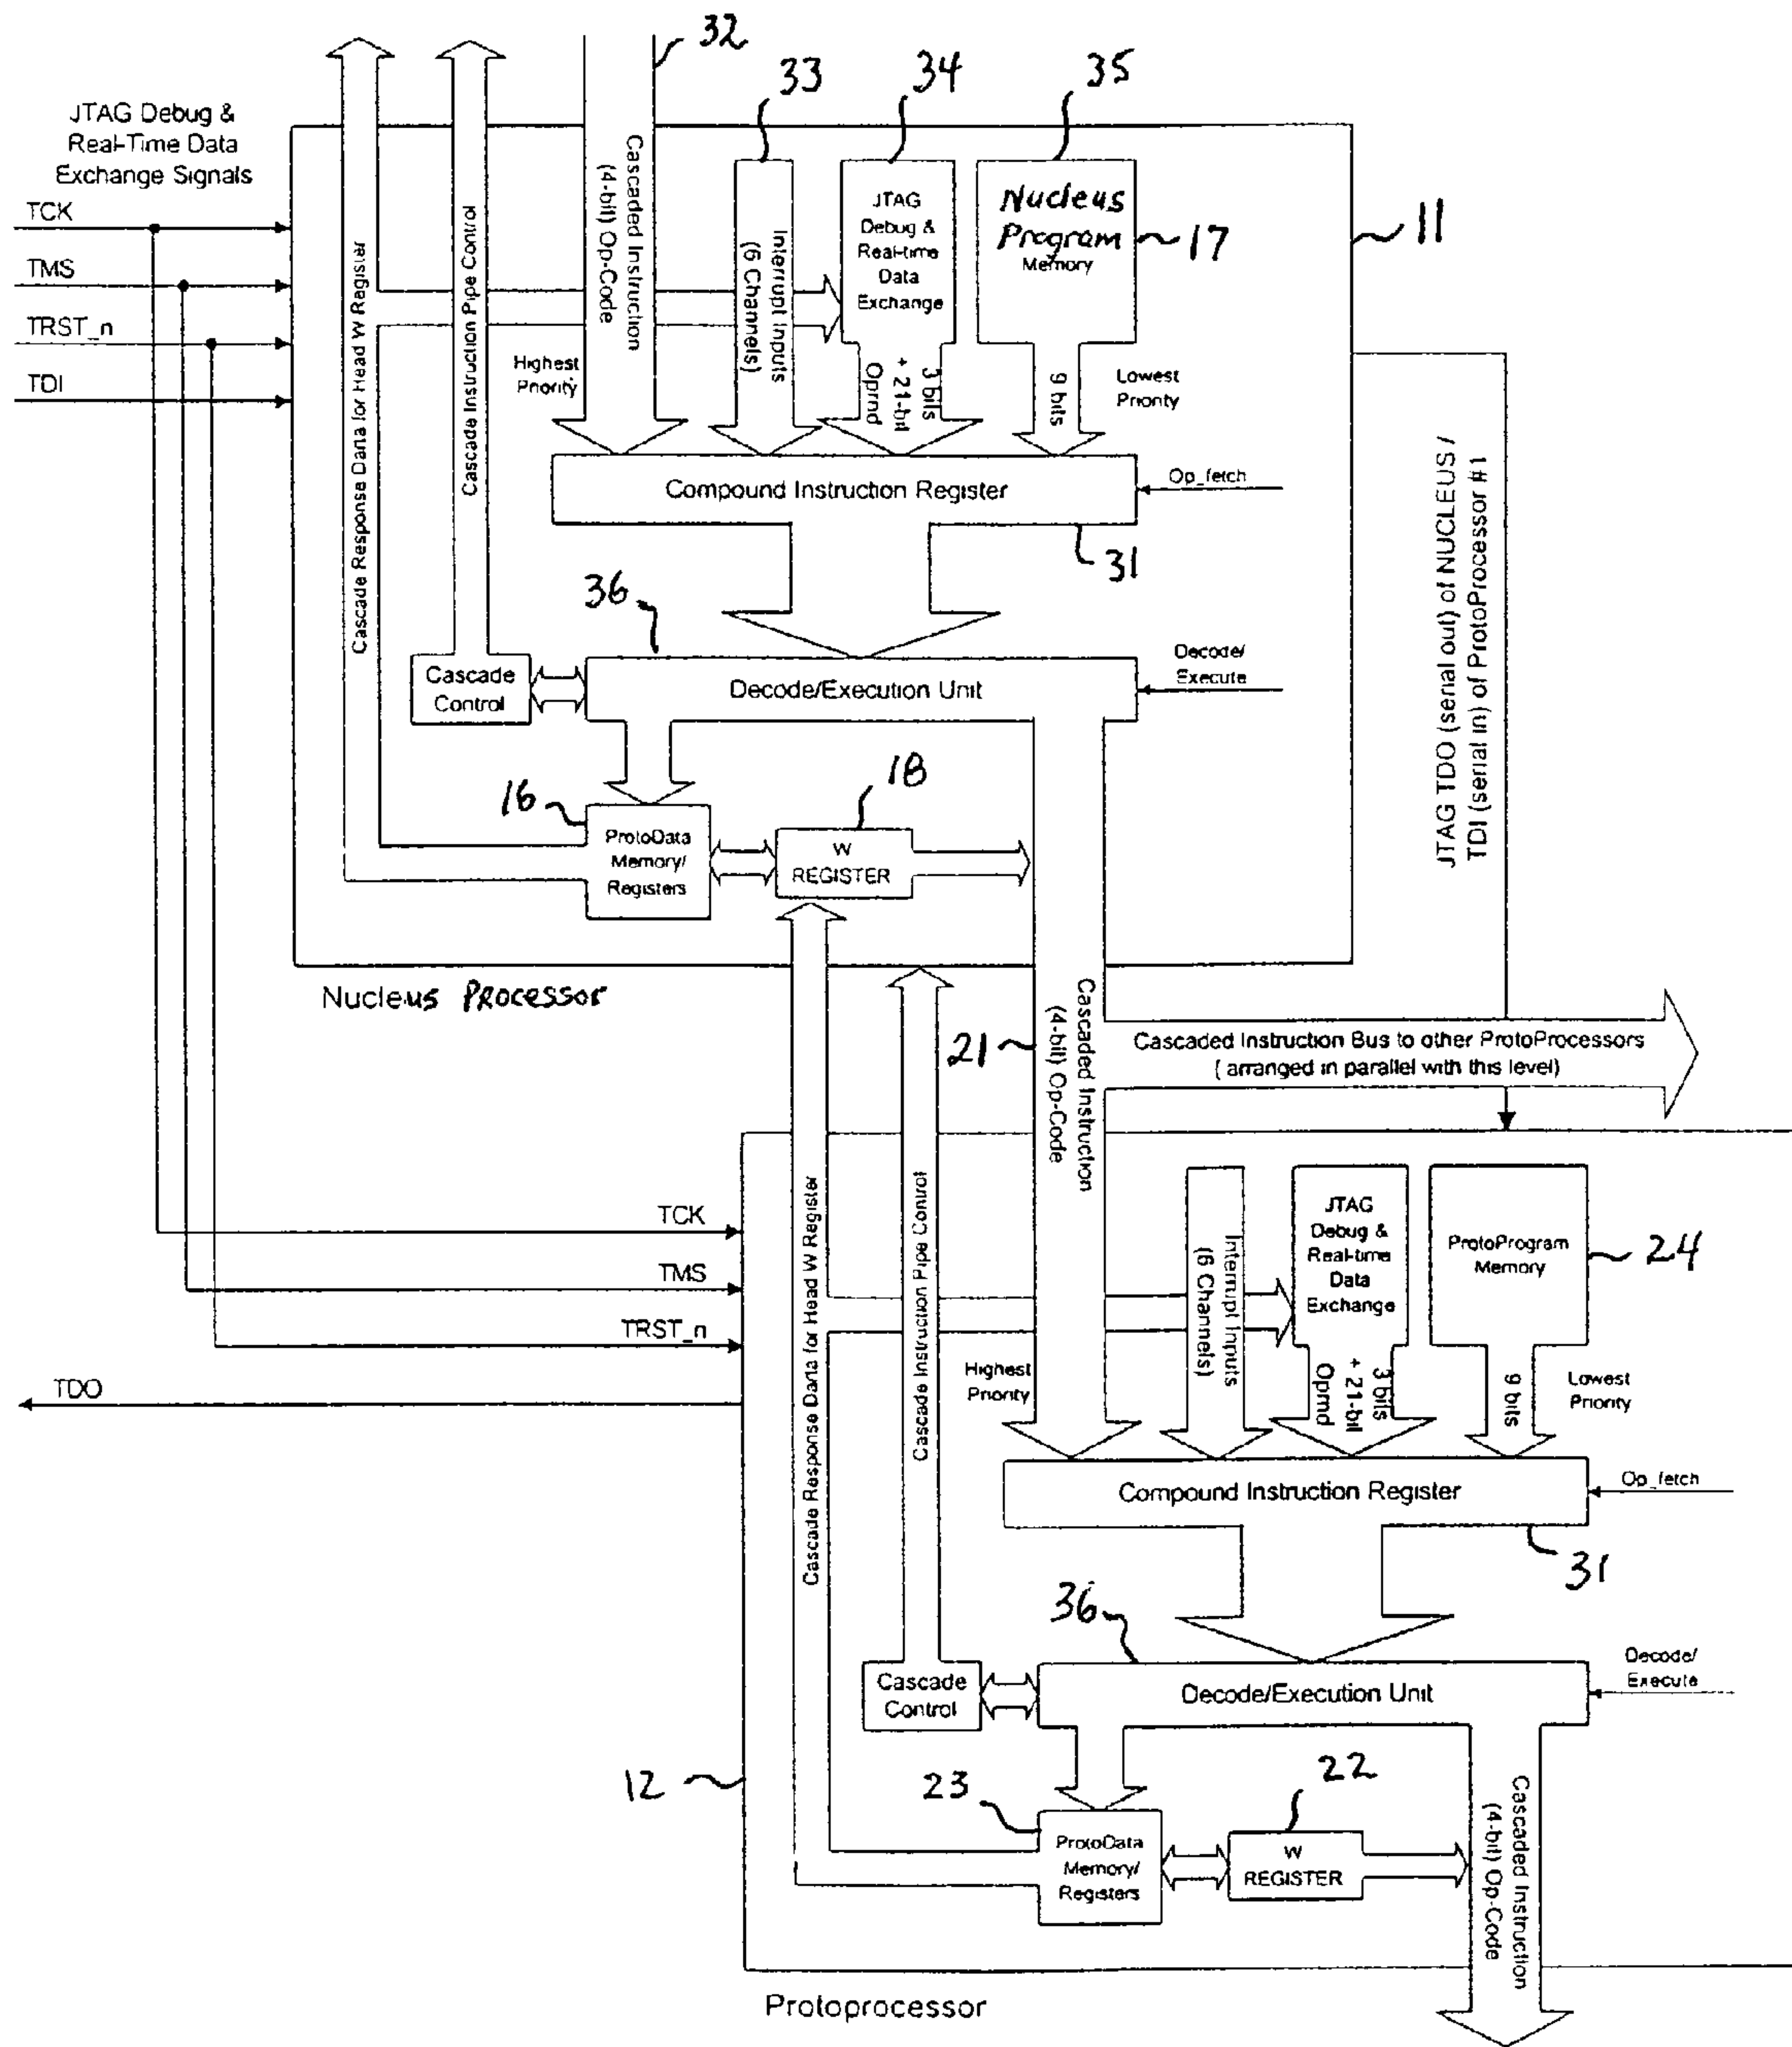 32
33
34
35
JTAG Debug &
Real-Time Data
Exchange Signals
TCK
TMS
TRST_n
TDI
Cascade Response Darta for Head W Register
Cascade Instruction Pipe Control
Cascaded Instruction
(4-bit) Op-Code
Interrupt Inputs
(6 Channels)
JTAG
Debug &
Real-time
Data
Exchange
Nucleus
Program
Memory
17
11
Highest
Priority
3 bits
+ 21-bit
Oprnd
9 bits
Lowest
Priority
Compound Instruction Register
Op_fetch
31
36
Cascade
Control
Decode/Execution Unit
Decode/
Execute
JTAG TDO (serial out) of NUCLEUS /
TDI (serial in) of ProtoProcessor #1
16
18
ProtoData
Memory/
Registers
W
REGISTER
Nucleus Processor
21
Cascaded Instruction
(4-bit) Op-Code
Cascaded Instruction Bus to other ProtoProcessors
( arranged in parallel with this level)
TCK
TMS
TRST_n
TDO
Cascade Response Darta for Head W Register
Cascade Instruction Pipe Control
Interrupt Inputs
(6 Channels)
JTAG
Debug &
Real-time
Data
Exchange
ProtoProgram
Memory
24
Highest
Priority
3 bits
+ 21-bit
Oprnd
9 bits
Lowest
Priority
Compound Instruction Register
Op_fetch
31
36
Cascade
Control
Decode/Execution Unit
Decode/
Execute
12
23
22
ProtoData
Memory/
Registers
W
REGISTER
Cascaded Instruction
(4-bit) Op-Code
Protoprocessor